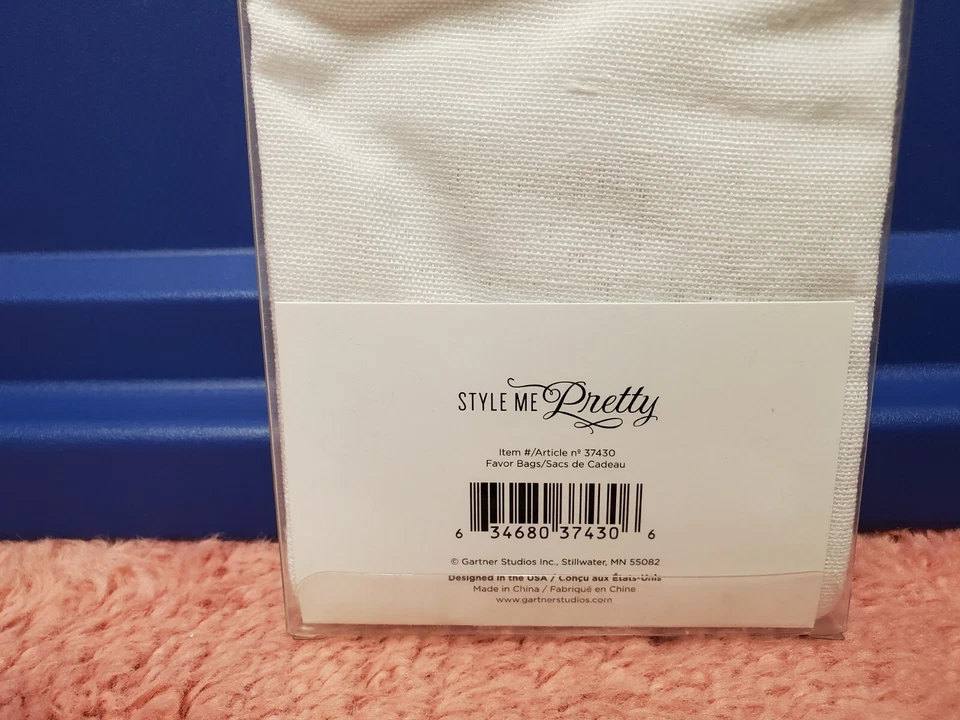 STYLE ME Pretty
Item #/Article nº 37430
Favor Bags/Sacs de Cadeau
6 34680 37430 6
© Gartner Studios Inc., Stillwater, MN 55082
Designed in the USA / Conçu aux États-Unis
Made in China / Fabriqué en Chine
www.gartnerstudios.com